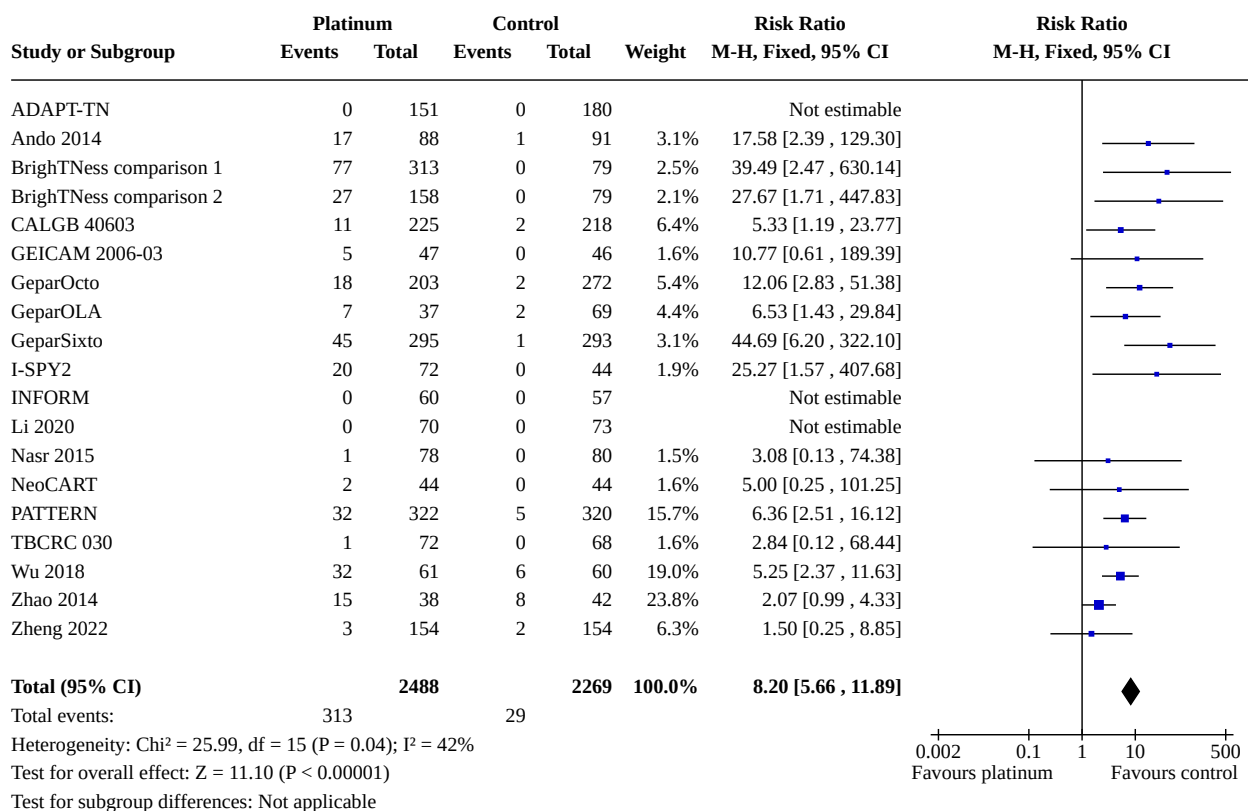 Platinum Control Risk Ratio Risk Ratio
Study or Subgroup Events Total Events Total Weight M-H, Fixed, 95% CI M-H, Fixed, 95% CI
ADAPT-TN 0 151 0 180 Not estimable
Ando 2014 17 88 1 91 3.1% 17.58 [2.39 , 129.30]
BrighTNess comparison 1 77 313 0 79 2.5% 39.49 [2.47 , 630.14]
BrighTNess comparison 2 27 158 0 79 2.1% 27.67 [1.71 , 447.83]
CALGB 40603 11 225 2 218 6.4% 5.33 [1.19 , 23.77]
GEICAM 2006-03 5 47 0 46 1.6% 10.77 [0.61 , 189.39]
GeparOcto 18 203 2 272 5.4% 12.06 [2.83 , 51.38]
GeparOLA 7 37 2 69 4.4% 6.53 [1.43 , 29.84]
GeparSixto 45 295 1 293 3.1% 44.69 [6.20 , 322.10]
I-SPY2 20 72 0 44 1.9% 25.27 [1.57 , 407.68]
INFORM 0 60 0 57 Not estimable
Li 2020 0 70 0 73 Not estimable
Nasr 2015 1 78 0 80 1.5% 3.08 [0.13 , 74.38]
NeoCART 2 44 0 44 1.6% 5.00 [0.25 , 101.25]
PATTERN 32 322 5 320 15.7% 6.36 [2.51 , 16.12]
TBCRC 030 1 72 0 68 1.6% 2.84 [0.12 , 68.44]
Wu 2018 32 61 6 60 19.0% 5.25 [2.37 , 11.63]
Zhao 2014 15 38 8 42 23.8% 2.07 [0.99 , 4.33]
Zheng 2022 3 154 2 154 6.3% 1.50 [0.25 , 8.85]
Total (95% CI) 2488 2269 100.0% 8.20 [5.66 , 11.89]
Total events: 313 29
Heterogeneity: Chi² = 25.99, df = 15 (P = 0.04); I² = 42%
Test for overall effect: Z = 11.10 (P < 0.00001)
Test for subgroup differences: Not applicable
0.002 0.1 1 10 500
Favours platinum Favours control